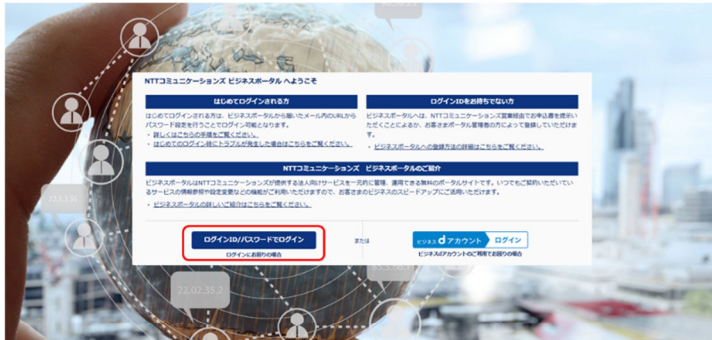 NTTコミュニケーションズ ビジネスポータル へようこそ
はじめてログインされる方
はじめてログインされる方は、ビジネスポータルから届いたメール内のURLから
パスワード設定を行うことでログイン可能となります。
・ 詳しくはこちらの手順をご覧ください。
・ はじめてのログイン時にトラブルが発生した場合はこちらをご覧ください。
ログインIDをお持ちでない方
ビジネスポータルへは、NTTコミュニケーションズ営業経由でお申込書を提示い
ただくことによるか、お客さまポータル管理者の方によって登録していただけま
す。
・ ビジネスポータルへの登録方法の詳細はこちらをご覧ください。
NTTコミュニケーションズ ビジネスポータルのご紹介
ビジネスポータルはNTTコミュニケーションズが提供する法人向けサービスを一元的に管理、運用できる無料のポータルサイトです。いつでもご契約いただいてい
るサービスの情報参照や設定変更などの機能がご利用いただけますので、お客さまのビジネスのスピードアップにご活用いただけます。
・ ビジネスポータルの詳しいご紹介はこちらをご覧ください。
ログインID/パスワードでログイン
または
ビジネス dアカウント ログイン
ログインにお困りの場合
ビジネスdアカウントのご利用でお困りの場合
22.02.35.2